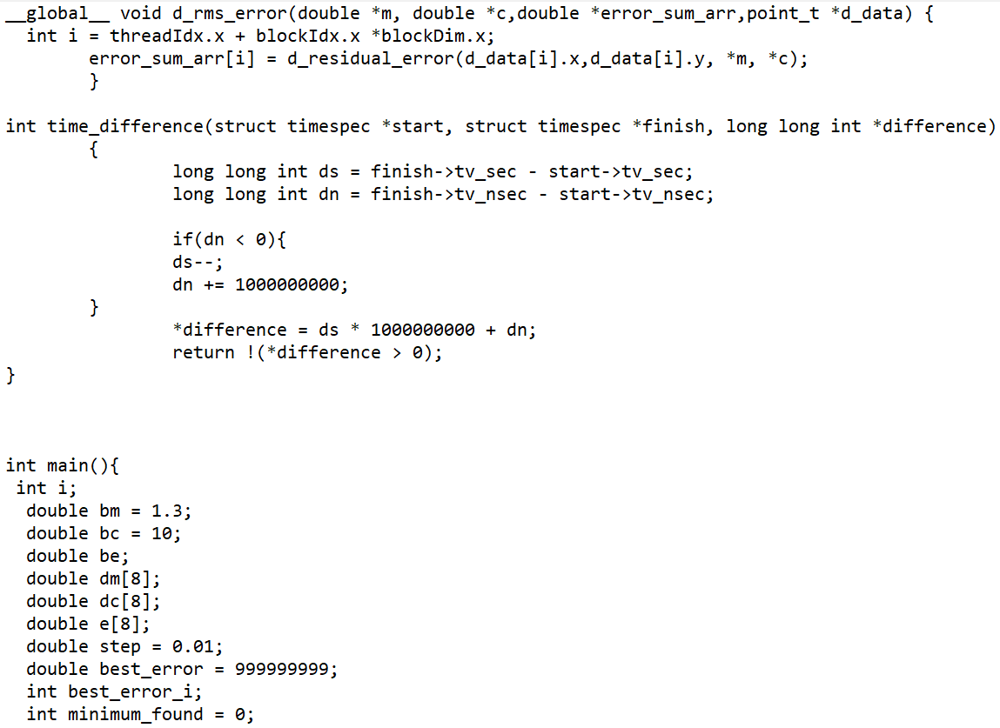 __global__ void d_rms_error(double *m, double *c,double *error_sum_arr,point_t *d_data) {
  int i = threadIdx.x + blockIdx.x *blockDim.x;
        error_sum_arr[i] = d_residual_error(d_data[i].x,d_data[i].y, *m, *c);
        }

int time_difference(struct timespec *start, struct timespec *finish, long long int *difference)
        {
                long long int ds = finish->tv_sec - start->tv_sec;
                long long int dn = finish->tv_nsec - start->tv_nsec;

                if(dn < 0){
                ds--;
                dn += 1000000000;
        }
                *difference = ds * 1000000000 + dn;
                return !(*difference > 0);
}

int main(){
 int i;
  double bm = 1.3;
  double bc = 10;
  double be;
  double dm[8];
  double dc[8];
  double e[8];
  double step = 0.01;
  double best_error = 999999999;
  int best_error_i;
  int minimum_found = 0;